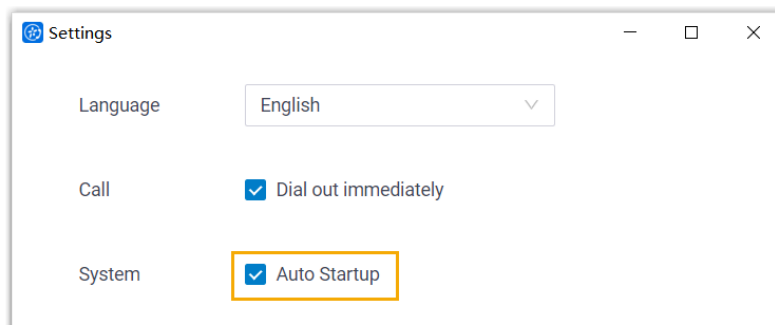 Settings
Language English
Call Dial out immediately
System Auto Startup